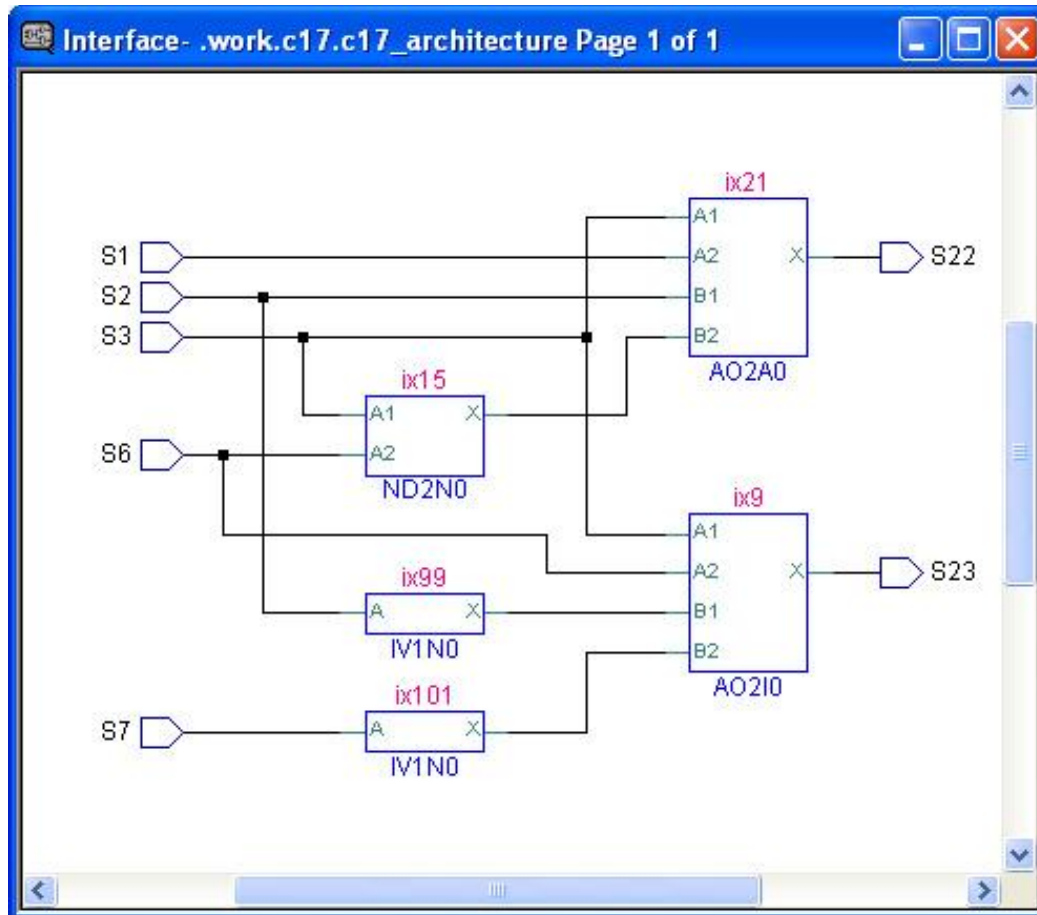 Interface- .work.c17.c17_architecture Page 1 of 1
ix21
A1
S1
A2
X
S22
S2
B1
S3
B2
AO2A0
ix15
A1
X
S6
A2
ND2N0
ix9
A1
A2
X
S23
ix99
A
X
B1
IV1N0
B2
AO2I0
ix101
S7
A
X
IV1N0